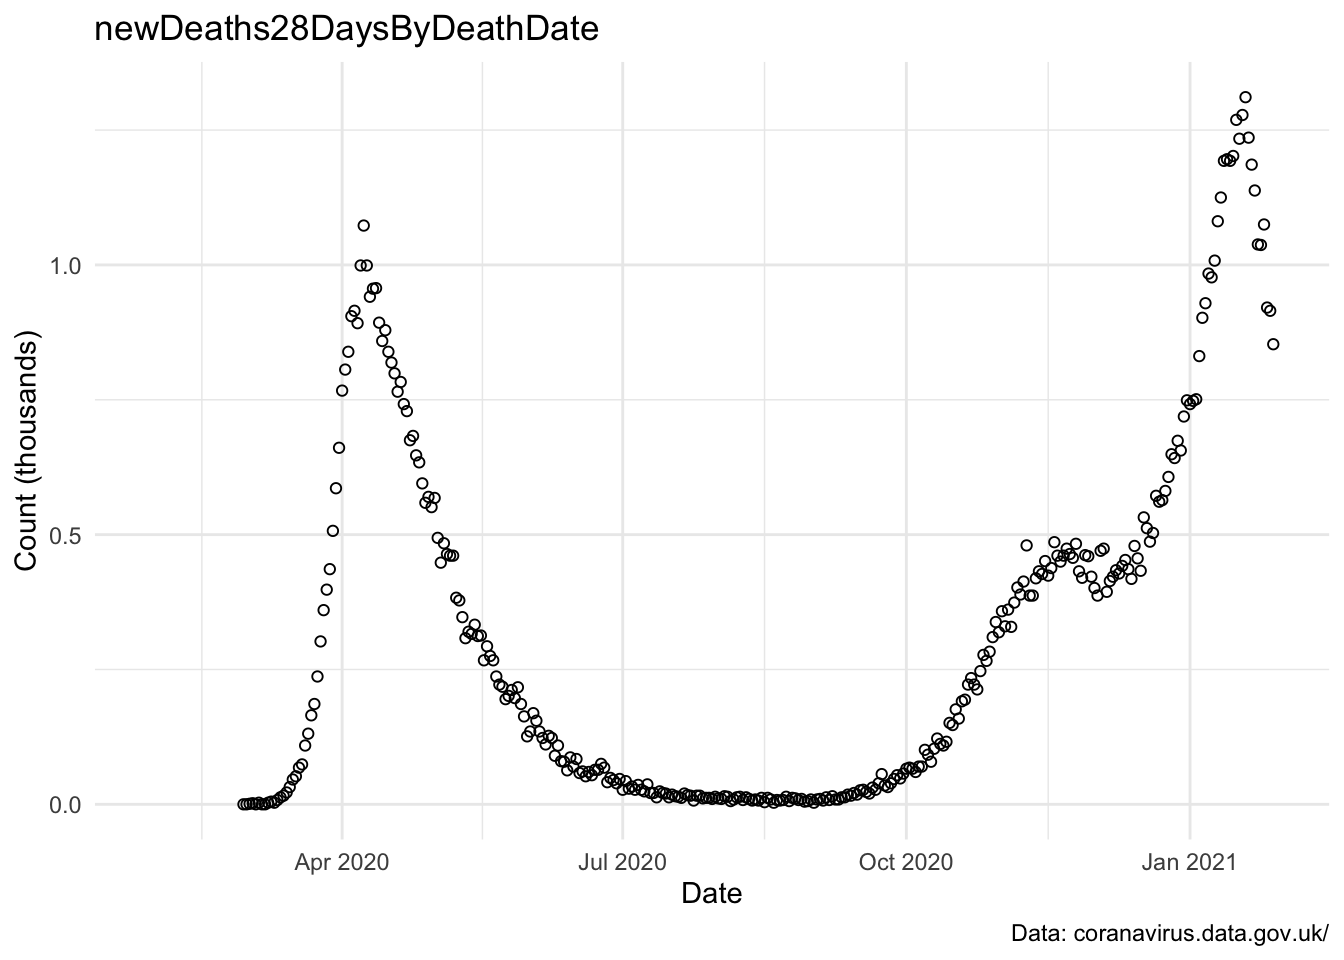 newDeaths28DaysByDeathDate
Count (thousands)
1.0
0.5
0.0
Apr 2020
Jul 2020
Oct 2020
Jan 2021
Date
Data: coranavirus.data.gov.uk/